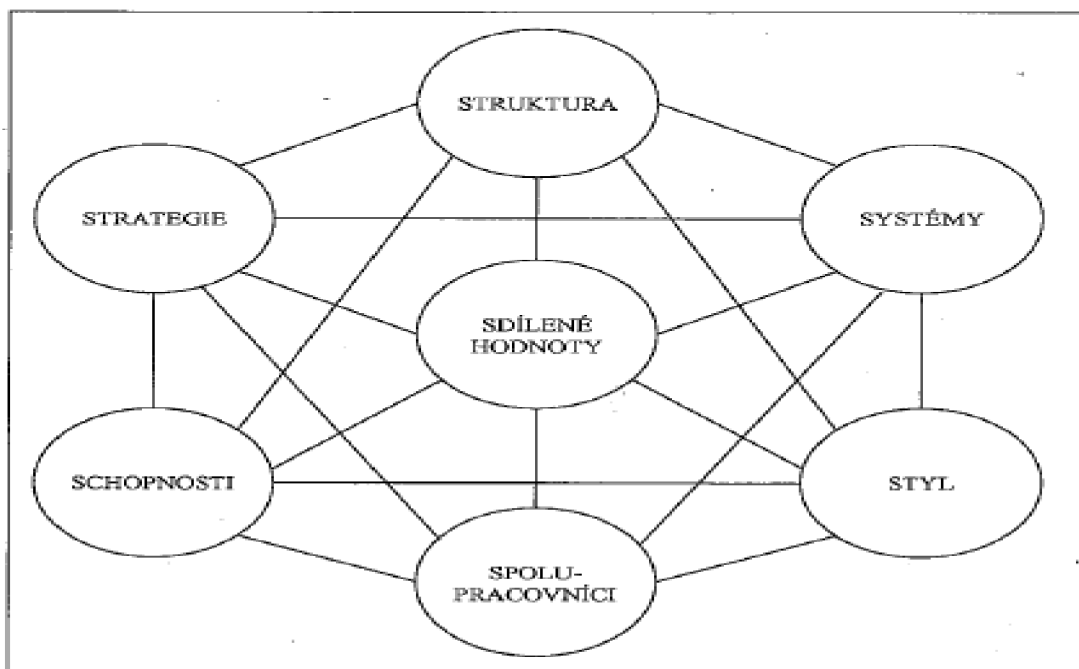 STRUKTURA
STRATEGIE
SYSTÉMY
SDÍLENÉ
HODNOTY
SCHOPNOSTI
STYL
SPOLU-
PRACOVNÍCI